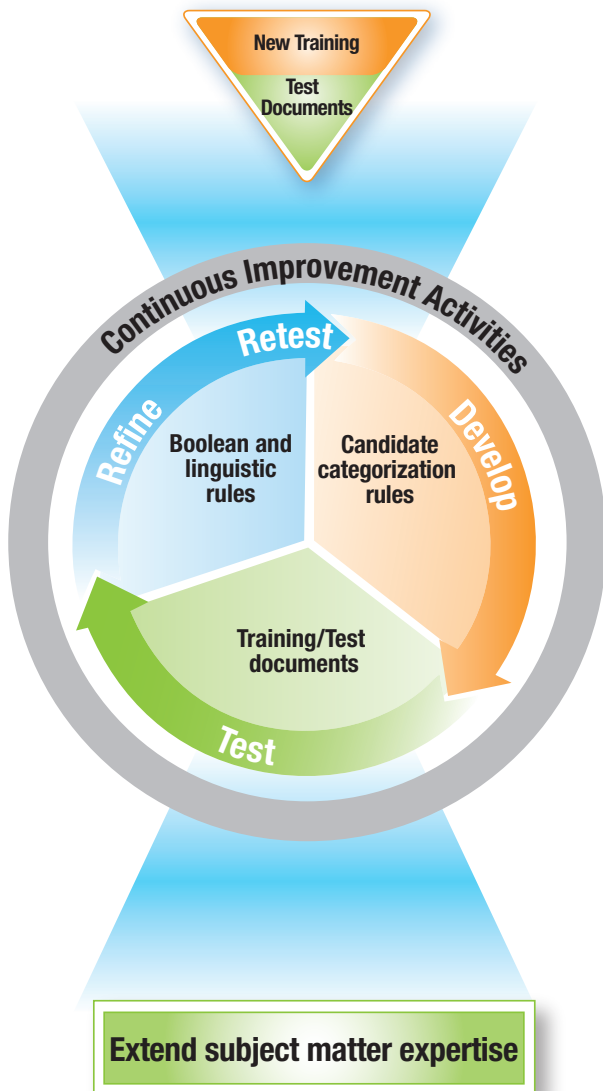 New Training
Test
Documents
Continuous Improvement Activities
Retest
Refine
Develop
Boolean and
linguistic
rules
Candidate
categorization
rules
Training/Test
documents
Test
Extend subject matter expertise